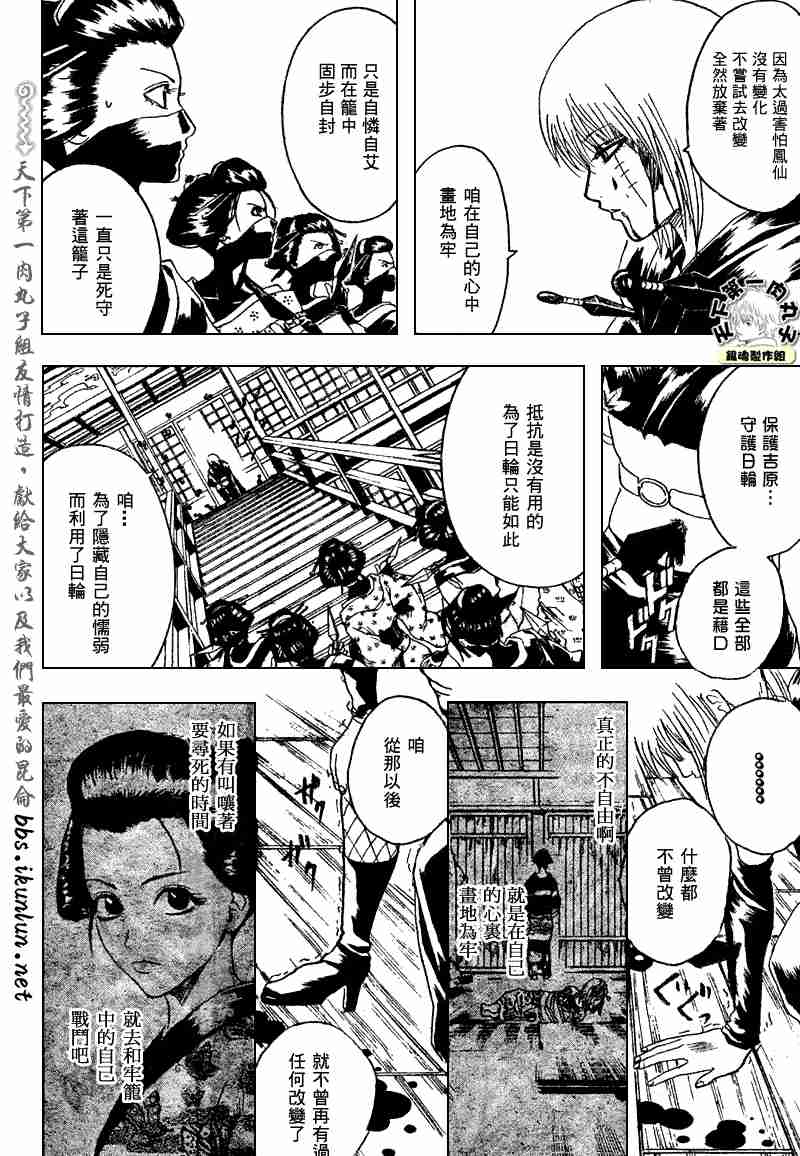 因為太過害怕鳳仙
沒有變化
不嘗試去改變
全然放棄著
咱在自己的心中
畫地為牢
只是自憐自艾
而在籠中
固步自封
一直只是死守
著這籠子
天下第一肉丸子
銀魂製作組
保護吉原…
守護日輪
這些全部
都是藉口
ドドド
抵抗是沒有用的
為了日輪只能如此
咱…
為了隱藏自己的懦弱
而利用了日輪
……
什麼都
不曾改變
真正的不自由啊
就是在自己
的心裏
畫地為牢
咱
從那以後
就不曾再有過
任何改變了
如果有叫嚷著
要尋死的時間
就去和牢籠
中的自己
戰鬥吧
天下第一肉丸子組友情打造，獻給大家以及我們最愛的昆侖 bbs.ikunlun.net